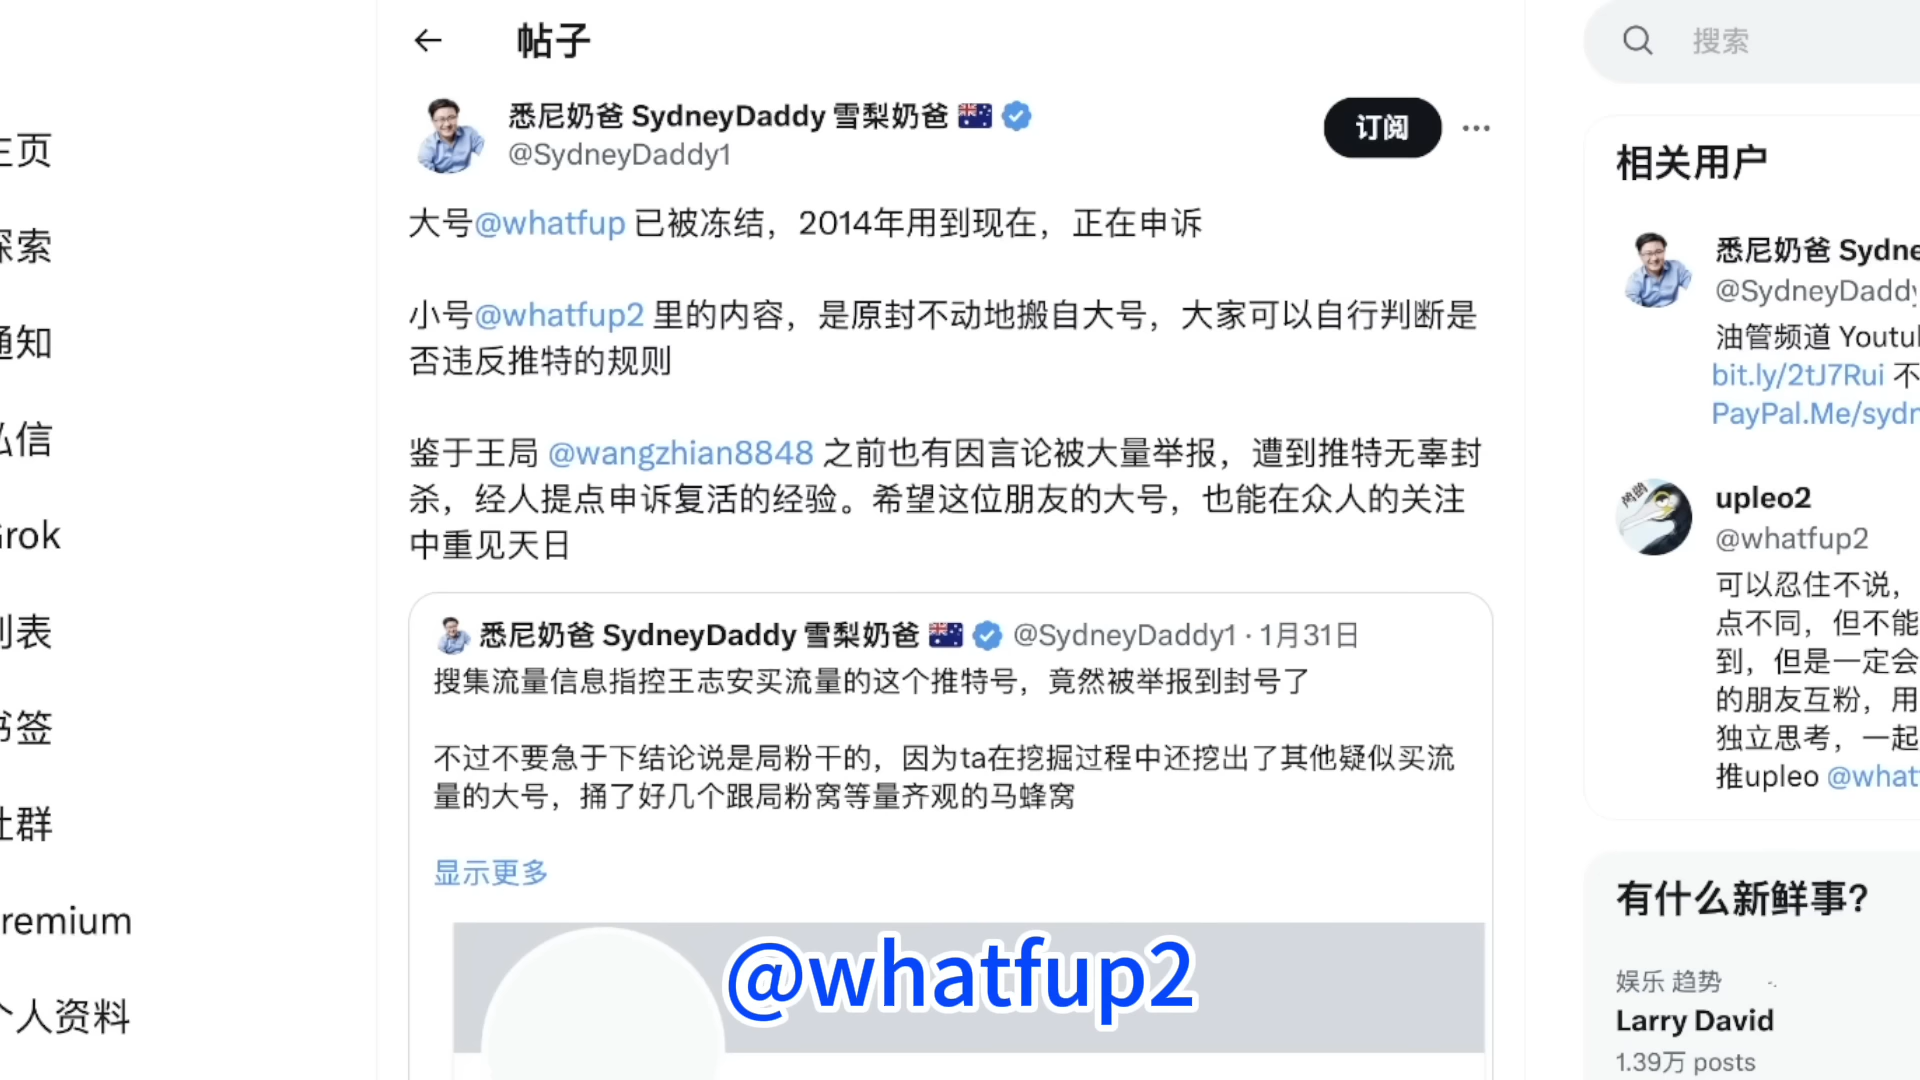 帖子
搜索
悉尼奶爸 SydneyDaddy 雪梨奶爸
@SydneyDaddy1
订阅
大号@whatfup 已被冻结，2014年用到现在，正在申诉
小号@whatfup2 里的内容，是原封不动地搬自大号，大家可以自行判断是
否违反推特的规则
鉴于王局 @wangzhian8848 之前也有因言论被大量举报，遭到推特无辜封
杀，经人提点申诉复活的经验。希望这位朋友的大号，也能在众人的关注
中重见天日
悉尼奶爸 SydneyDaddy 雪梨奶爸 @SydneyDaddy1 · 1月31日
搜集流量信息指控王志安买流量的这个推特号，竟然被举报到封号了
不过不要急于下结论说是局粉干的，因为ta在挖掘过程中还挖出了其他疑似买流
量的大号，捅了好几个跟局粉窝等量齐观的马蜂窝
显示更多
@whatfup2
主页
探索
通知
私信
Grok
列表
书签
社群
Premium
个人资料
相关用户
悉尼奶爸 Sydne
@SydneyDaddy
油管频道 Youtu
bit.ly/2tJ7Rui 不
PayPal.Me/sydn
upleo2
@whatfup2
可以忍住不说，
点不同，但不能
到，但是一定会
的朋友互粉，用
独立思考，一起
推upleo @what
有什么新鲜事？
娱乐 趋势
Larry David
1.39万 posts